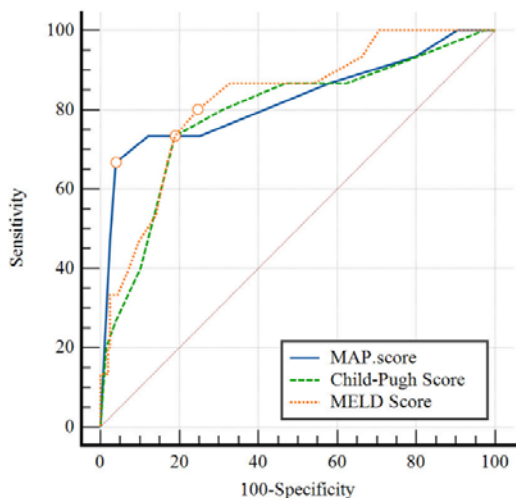 100
80
60
40
20
0
Sensitivity
MAP.score
Child-Pugh Score
MELD Score
0 20 40 60 80 100
100-Specificity